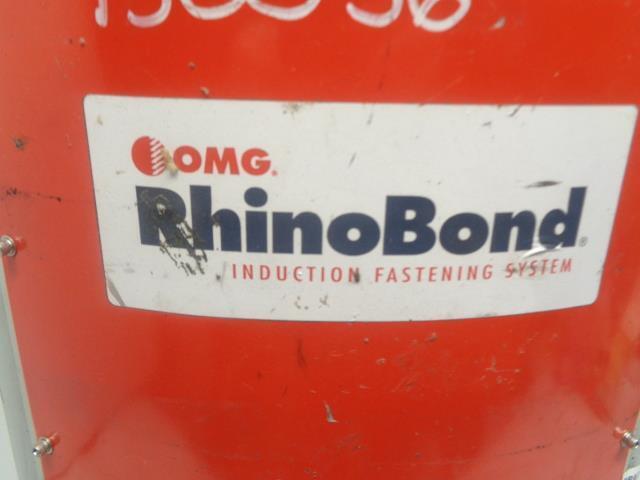 OMG.
RhinoBond®
INDUCTION FASTENING SYSTEM